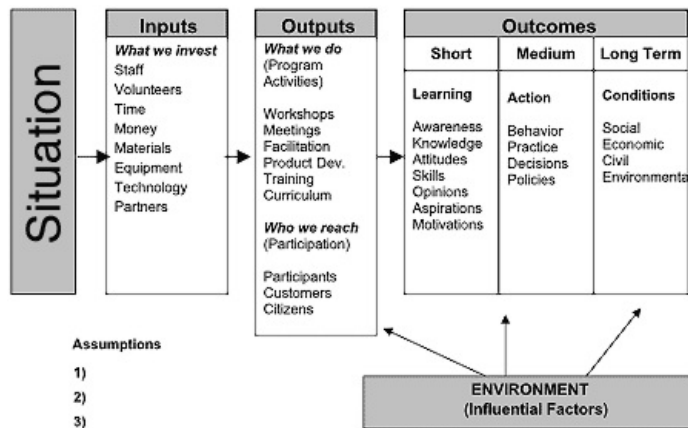 Situation
Inputs
What we invest
Staff
Volunteers
Time
Money
Materials
Equipment
Technology
Partners
Outputs
What we do
(Program
Activities)
Workshops
Meetings
Facilitation
Product Dev.
Training
Curriculum
Who we reach
(Participation)
Participants
Customers
Citizens
Outcomes
Short
Medium
Long Term
Learning
Awareness
Knowledge
Attitudes
Skills
Opinions
Aspirations
Motivations
Action
Behavior
Practice
Decisions
Policies
Conditions
Social
Economic
Civil
Environmenta
Assumptions
1)
2)
3)
ENVIRONMENT
(Influential Factors)